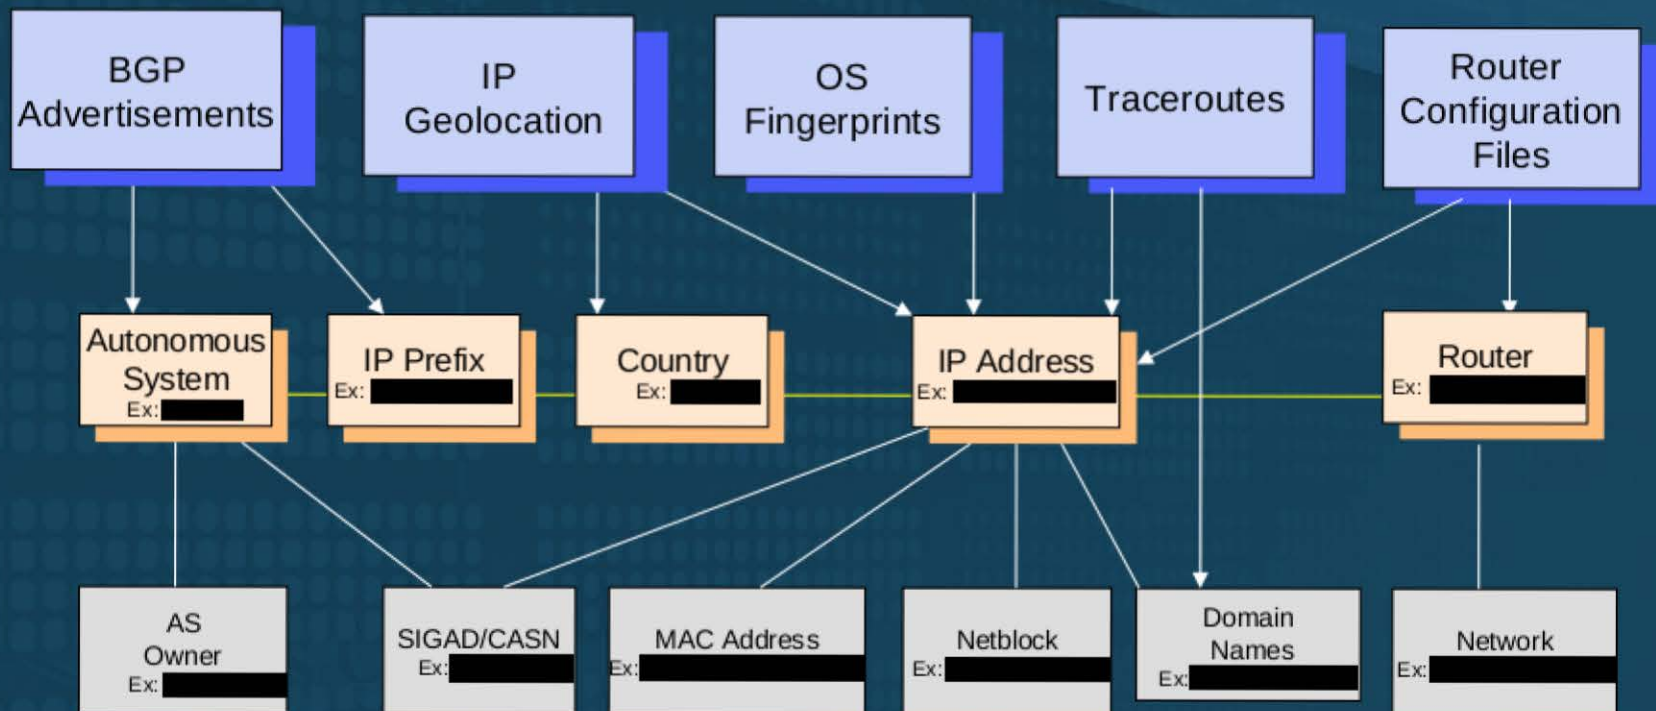 BGP
Advertisements
IP
Geolocation
OS
Fingerprints
Traceroutes
Router
Configuration
Files
Autonomous
System
Ex:
IP Prefix
Ex:
Country
Ex:
IP Address
Ex:
Router
Ex:
AS
Owner
Ex:
SIGAD/CASN
Ex:
MAC Address
Ex:
Netblock
Ex:
Domain
Names
Ex:
Network
Ex: